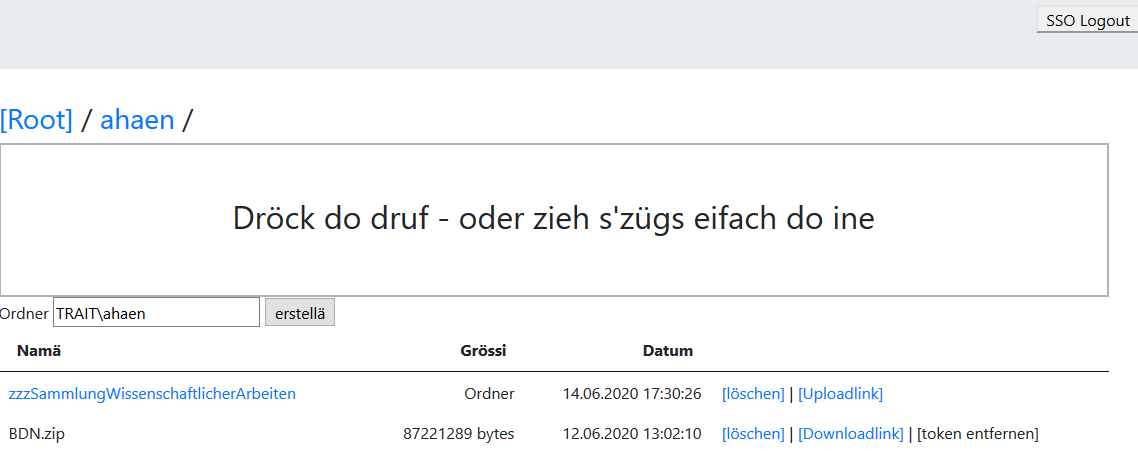 SSO Logout
[Root] / ahaen /
Dröck do druf - oder zieh s'zügs eifach do ine
Ordner TRAIT\ahaen erstellä
Namä Grössi Datum
zzzSammlungWissenschaftlicherArbeiten Ordner 14.06.2020 17:30:26 [löschen] | [Uploadlink]
BDN.zip 87221289 bytes 12.06.2020 13:02:10 [löschen] | [Downloadlink] | [token entfernen]